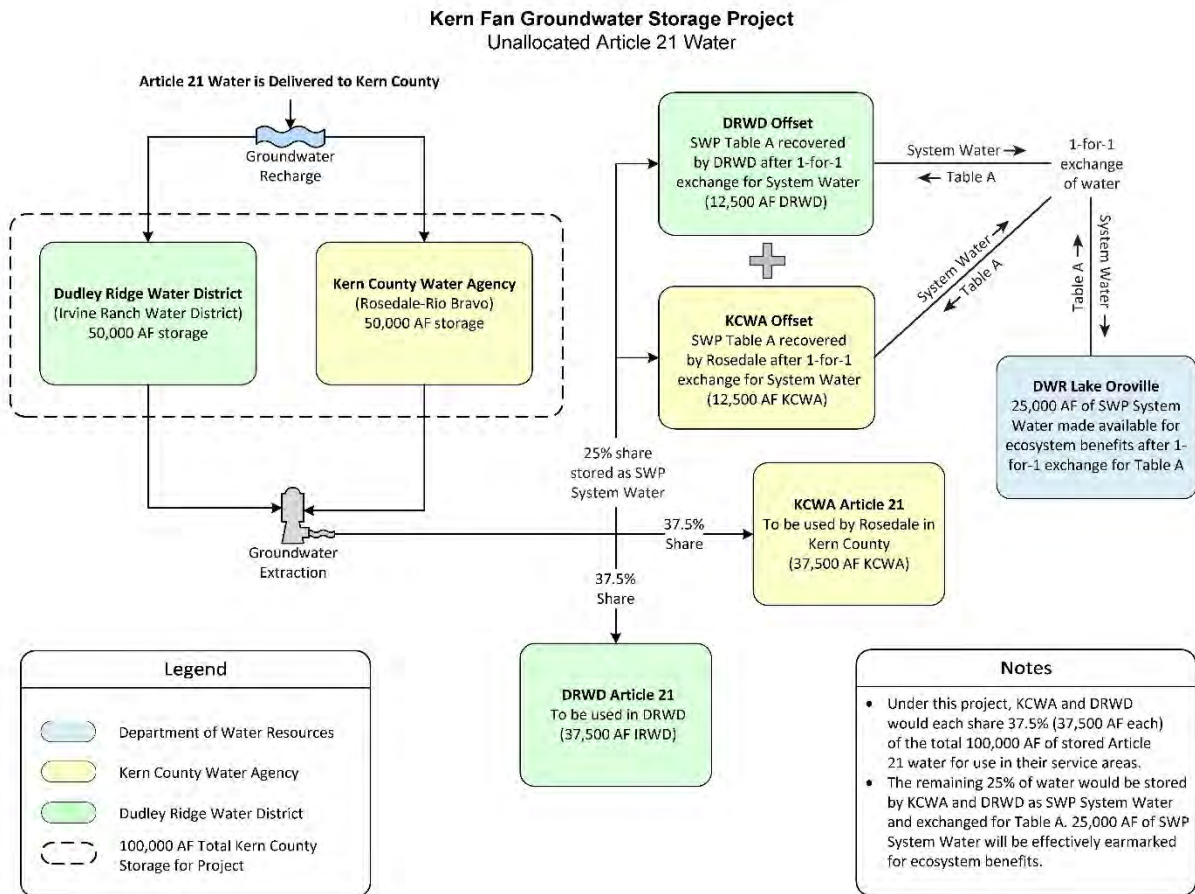 Kern Fan Groundwater Storage Project
Unallocated Article 21 Water
Article 21 Water is Delivered to Kern County
Groundwater
Recharge
Dudley Ridge Water District
(Irvine Ranch Water District)
50,000 AF storage
Kern County Water Agency
(Rosedale-Rio Bravo)
50,000 AF storage
Groundwater
Extraction
25% share
stored as SWP
System Water
37.5%
Share
37.5%
Share
DRWD Offset
SWP Table A recovered
by DRWD after 1-for-1
exchange for System Water
(12,500 AF DRWD)
KCWA Offset
SWP Table A recovered
by Rosedale after 1-for-1
exchange for System Water
(12,500 AF KCWA)
System Water
Table A
System Water
Table A
1-for-1
exchange
of water
Table A
System Water
DWR Lake Oroville
25,000 AF of SWP System
Water made available for
ecosystem benefits after 1-
for-1 exchange for Table A
KCWA Article 21
To be used by Rosedale in
Kern County
(37,500 AF KCWA)
DRWD Article 21
To be used in DRWD
(37,500 AF IRWD)
Legend
Department of Water Resources
Kern County Water Agency
Dudley Ridge Water District
100,000 AF Total Kern County
Storage for Project
Notes
• Under this project, KCWA and DRWD
would each share 37.5% (37,500 AF each)
of the total 100,000 AF of stored Article
21 water for use in their service areas.
• The remaining 25% of water would be stored
by KCWA and DRWD as SWP System Water
and exchanged for Table A. 25,000 AF of SWP
System Water will be effectively earmarked
for ecosystem benefits.